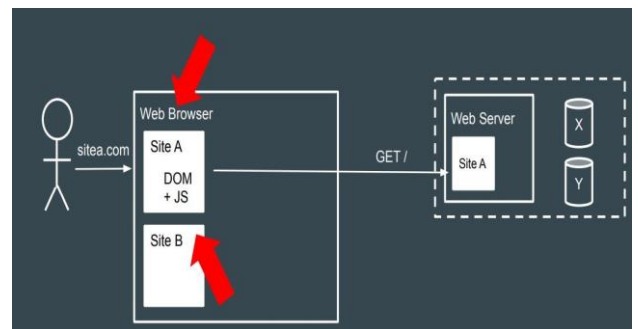 sitea.com
Web Browser
Site A
DOM
+ JS
Site B
GET /
Web Server
Site A
X
Y